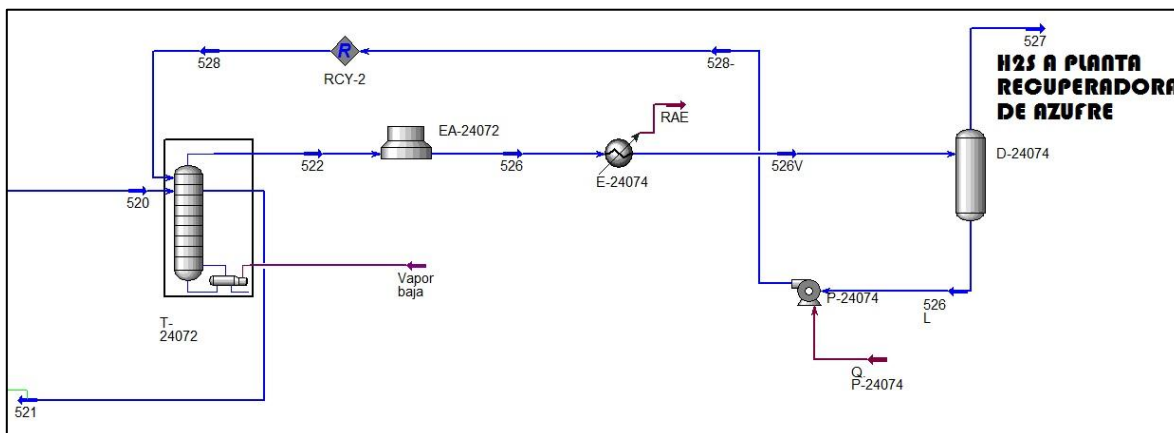 527
H2S A PLANTA
RECUPERADORA
DE AZUFRE
R
528
528-
RCY-2
RAE
EA-24072
D-24074
522
526
526V
E-24074
520
Vapor
baja
P-24074
526
L
T-
24072
Q.
P-24074
521